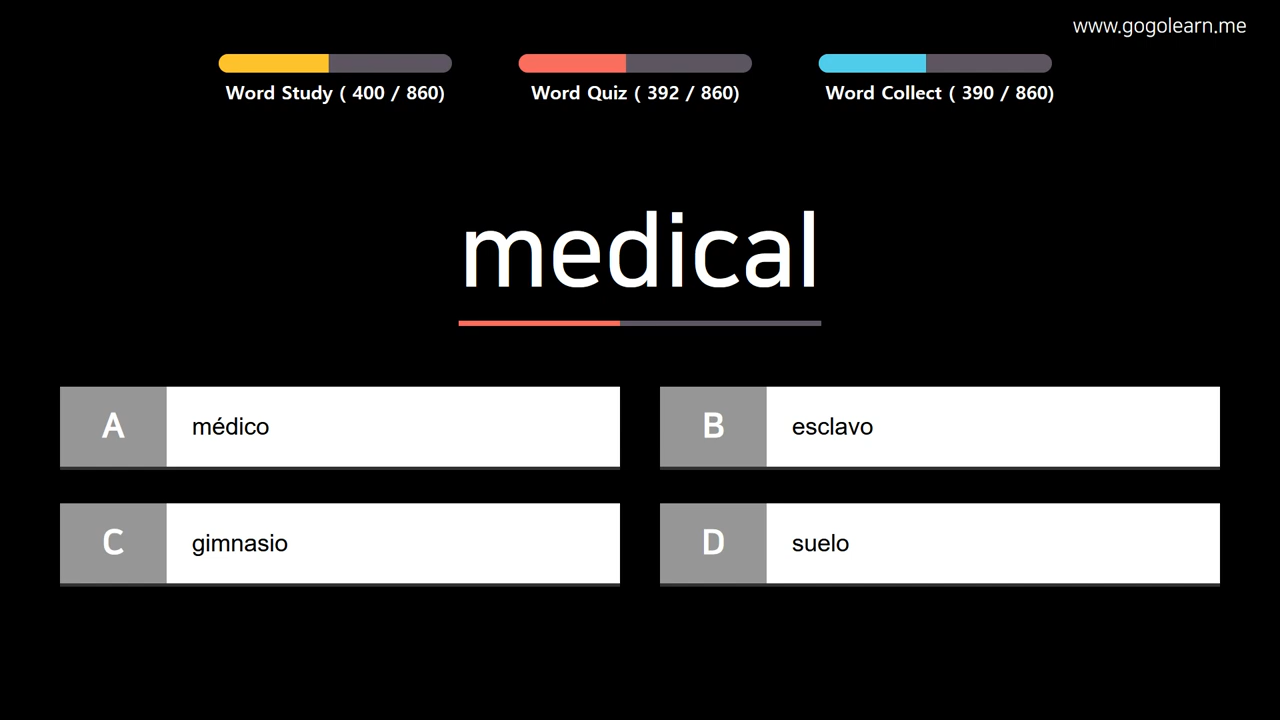 www.gogolearn.me
Word Study ( 400 / 860)
Word Quiz ( 392 / 860)
Word Collect ( 390 / 860)
medical
A
médico
B
esclavo
C
gimnasio
D
suelo